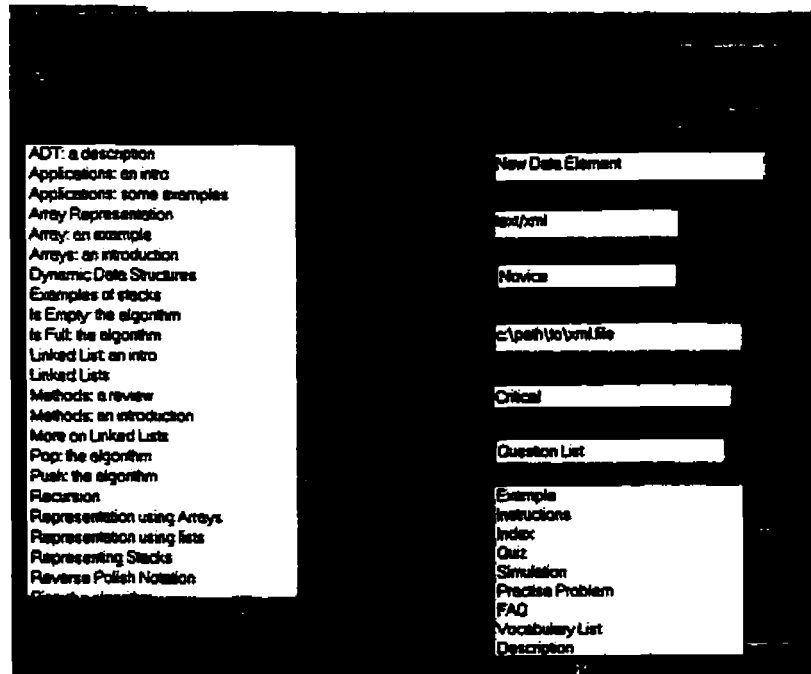 ADT: a description
Applications: an intro
Applications: some examples
Array Representation
Array: an example
Arrays: an introduction
Dynamic Data Structures
Examples of stacks
Is Empty: the algorithm
Is Full: the algorithm
Linked List: an intro
Linked Lists
Methods: a review
Methods: an introduction
More on Linked Lists
Pop: the algorithm
Push: the algorithm
Recursion
Representation using Arrays
Representation using lists
Representing Stacks
Reverse Polish Notation
New Data Element
text/xml
Novice
c:\path\to\xml.file
Critical
Question List
Example
Instructions
Index
Quiz
Simulation
Practise Problem
FAQ
Vocabulary List
Description